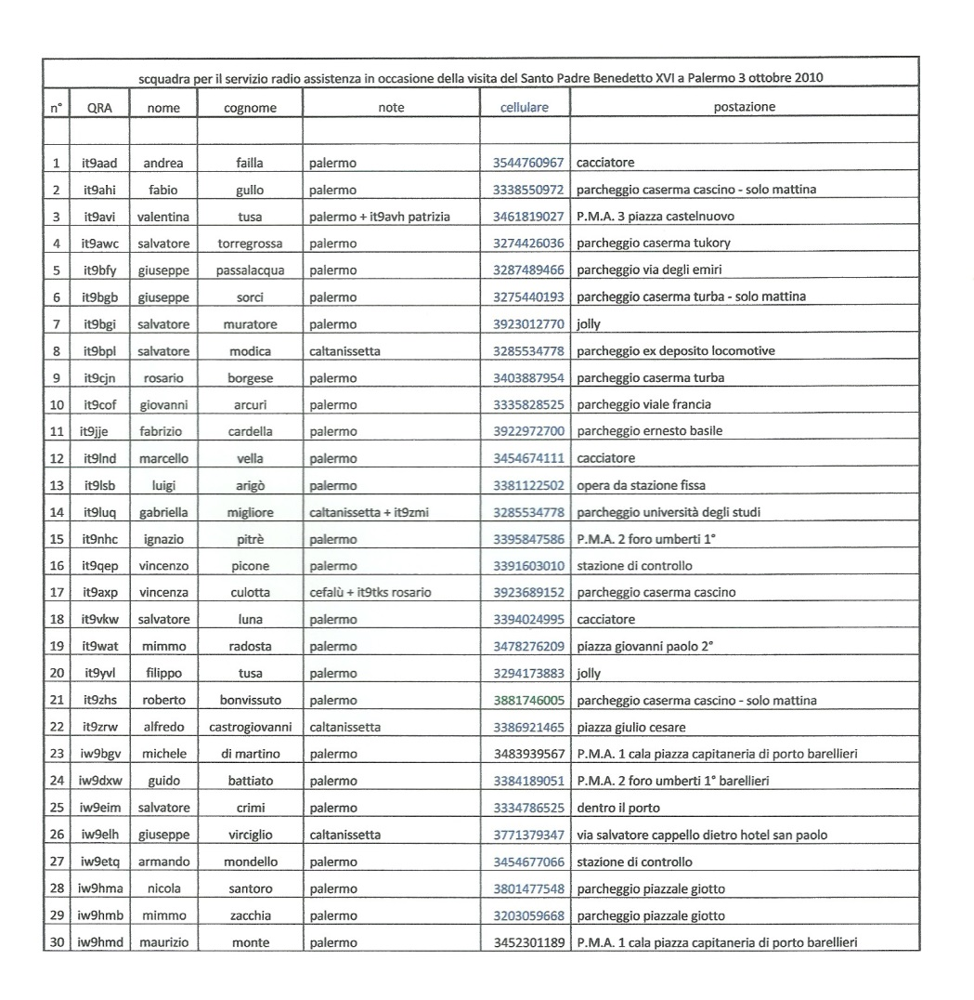 scquadra per il servizio radio assistenza in occasione della visita del Santo Padre Benedetto XVI a Palermo 3 ottobre 2010
n° QRA nome cognome note cellulare postazione
1 it9aad andrea failla palermo 3544760967 cacciatore
2 it9ahi fabio gullo palermo 3338550972 parcheggio caserma cascino - solo mattina
3 it9avi valentina tusa palermo + it9avh patrizia 3461819027 P.M.A. 3 piazza castelnuovo
4 it9awc salvatore torregrossa palermo 3274426036 parcheggio caserma tukory
5 it9bfy giuseppe passalacqua palermo 3287489466 parcheggio via degli emiri
6 it9bgb giuseppe sorci palermo 3275440193 parcheggio caserma turba - solo mattina
7 it9bgi salvatore muratore palermo 3923012770 jolly
8 it9bpl salvatore modica caltanissetta 3285534778 parcheggio ex deposito locomotive
9 it9cjn rosario borgese palermo 3403887954 parcheggio caserma turba
10 it9cof giovanni arcuri palermo 3335828525 parcheggio viale francia
11 it9jje fabrizio cardella palermo 3922972700 parcheggio ernesto basile
12 it9lnd marcello vella palermo 3454674111 cacciatore
13 it9lsb luigi arigò palermo 3381122502 opera da stazione fissa
14 it9luq gabriella migliore caltanissetta + it9zmi 3285534778 parcheggio università degli studi
15 it9nhc ignazio pitrè palermo 3395847586 P.M.A. 2 foro umberti 1°
16 it9qep vincenzo picone palermo 3391603010 stazione di controllo
17 it9axp vincenza culotta cefalù + it9tks rosario 3923689152 parcheggio caserma cascino
18 it9vkw salvatore luna palermo 3394024995 cacciatore
19 it9wat mimmo radosta palermo 3478276209 piazza giovanni paolo 2°
20 it9yvl filippo tusa palermo 3294173883 jolly
21 it9zhs roberto bonvissuto palermo 3881746005 parcheggio caserma cascino - solo mattina
22 it9zrw alfredo castrogiovanni caltanissetta 3386921465 piazza giulio cesare
23 iw9bgv michele di martino palermo 3483939567 P.M.A. 1 cala piazza capitaneria di porto barellieri
24 iw9dxw guido battiato palermo 3384189051 P.M.A. 2 foro umberti 1° barellieri
25 iw9eim salvatore crimi palermo 3334786525 dentro il porto
26 iw9elh giuseppe virciglio caltanissetta 3771379347 via salvatore cappello dietro hotel san paolo
27 iw9etq armando mondello palermo 3454677066 stazione di controllo
28 iw9hma nicola santoro palermo 3801477548 parcheggio piazzale giotto
29 iw9hmb mimmo zacchia palermo 3203059668 parcheggio piazzale giotto
30 iw9hmd maurizio monte palermo 3452301189 P.M.A. 1 cala piazza capitaneria di porto barellieri